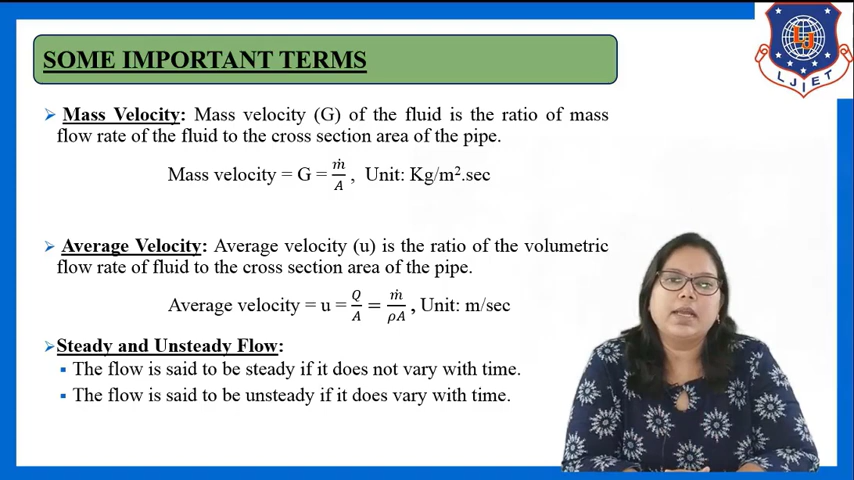 SOME IMPORTANT TERMS
LJIET
➢ Mass Velocity: Mass velocity (G) of the fluid is the ratio of mass
flow rate of the fluid to the cross section area of the pipe.
Mass velocity = G = ṁ/A , Unit: Kg/m².sec
➢ Average Velocity: Average velocity (u) is the ratio of the volumetric
flow rate of fluid to the cross section area of the pipe.
Average velocity = u = Q/A = ṁ/ρA , Unit: m/sec
➢Steady and Unsteady Flow:
▪ The flow is said to be steady if it does not vary with time.
▪ The flow is said to be unsteady if it does vary with time.